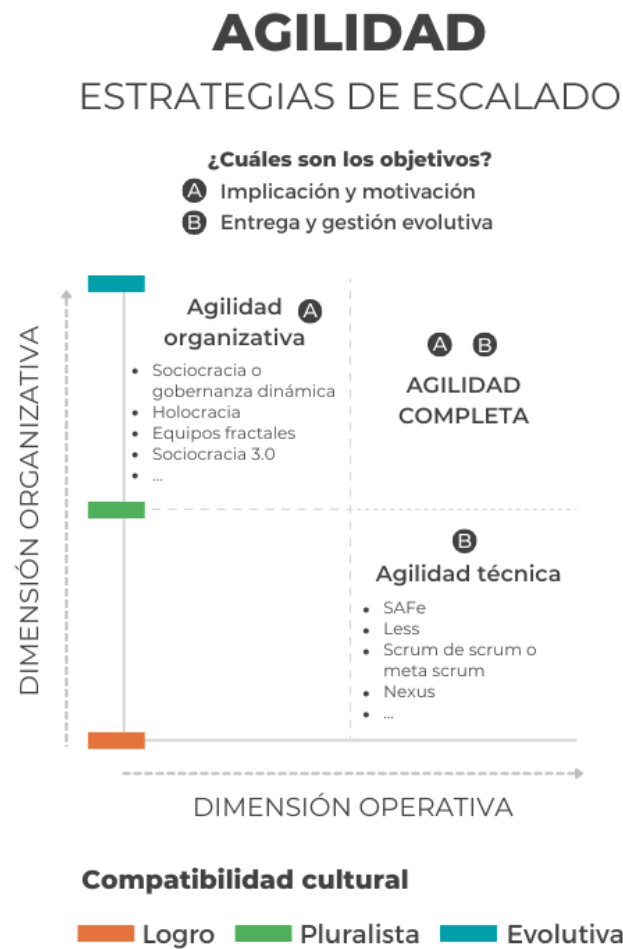 AGILIDAD
ESTRATEGIAS DE ESCALADO
¿Cuáles son los objetivos?
A Implicación y motivación
B Entrega y gestión evolutiva
DIMENSIÓN ORGANIZATIVA
Agilidad A
organizativa
• Sociocracia o
gobernanza dinámica
• Holocracia
• Equipos fractales
• Sociocracia 3.0
• ...
A B
AGILIDAD
COMPLETA
B
Agilidad técnica
• SAFe
• Less
• Scrum de scrum o
meta scrum
• Nexus
• ...
DIMENSIÓN OPERATIVA
Compatibilidad cultural
Logro Pluralista Evolutiva